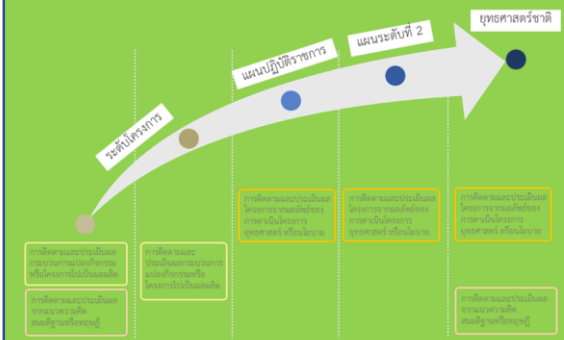 ยุทธศาสตร์ชาติ
แผนระดับที่ 2
แผนปฏิบัติราชการ
ระดับโครงการ
การติดตามและประเมินผล
กระบวนการแปลงกิจกรรม
หรือโครงการไปเป็นผลผลิต
การติดตามและ
ประเมินผลกระบวนการ
แปลงกิจกรรมหรือ
โครงการไปเป็นผลผลิต
การติดตามและประเมินผล
โครงการจากผลลัพธ์ของ
การดาเนินโครงการ
ยุทธศาสตร์ หรือนโยบาย
การติดตามและประเมินผล
โครงการจากผลลัพธ์ของ
การดาเนินโครงการ
ยุทธศาสตร์ หรือนโยบาย
การติดตามและประเมินผล
โครงการจากผลลัพธ์ของ
การดาเนินโครงการ
ยุทธศาสตร์ หรือนโยบาย
การติดตามและประเมินผล
จากแนวความคิด
สมมติฐานหรือทฤษฎี
การติดตามและประเมินผล
จากแนวความคิด
สมมติฐานหรือทฤษฎี